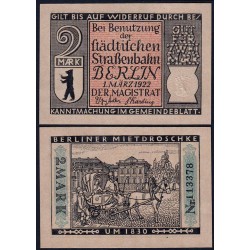 GILT BIS AUF WIDERRUF DURCH BE=
2
MARK
Bei Benutzung
der
Städtischen
Straßenbahn
BERLIN
1. MÄRZ 1922
DER MAGISTRAT
KANNTMACHUNG IM GEMEINDEBLATT.
BERLINER MIETDROSCHKE
2 MARK
Nr. 113378
UM 1830